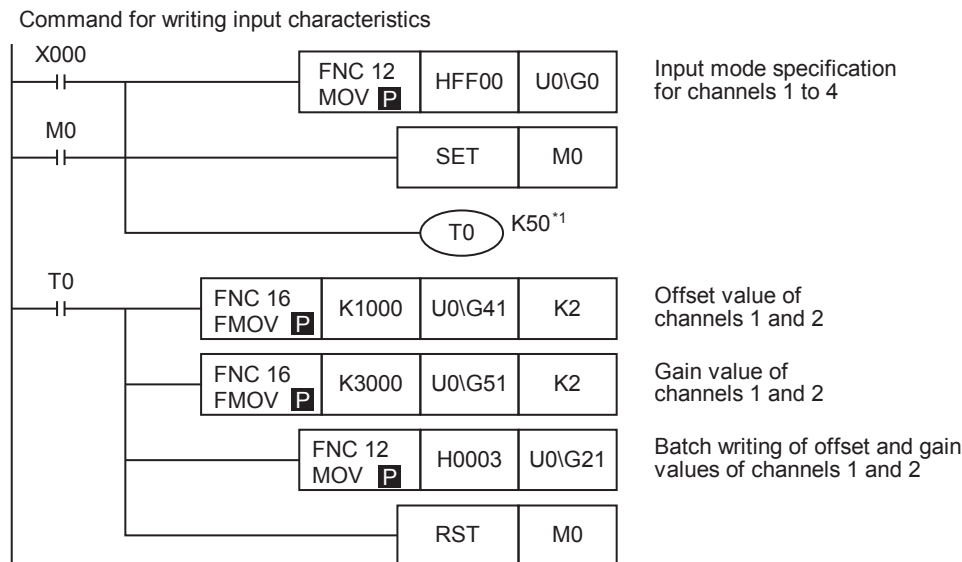 Command for writing input characteristics
X000
FNC 12
MOV P
HFF00
U0\G0
Input mode specification
for channels 1 to 4
M0
SET
M0
T0
K50*1
T0
FNC 16
FMOV P
K1000
U0\G41
K2
Offset value of
channels 1 and 2
FNC 16
FMOV P
K3000
U0\G51
K2
Gain value of
channels 1 and 2
FNC 12
MOV P
H0003
U0\G21
Batch writing of offset and gain
values of channels 1 and 2
RST
M0